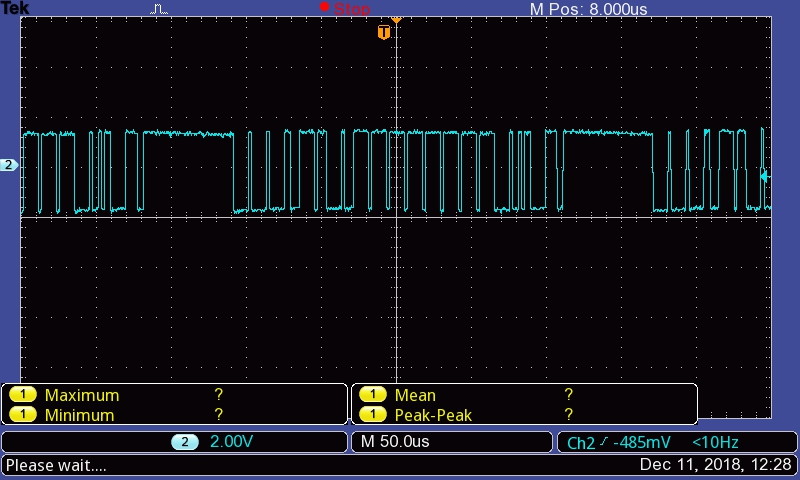 Tek Stop M Pos: 8.000us
T
2
1 Maximum ? 1 Mean ?
1 Minimum ? 1 Peak-Peak ?
2 2.00V M 50.0us Ch2 -485mV <10Hz
Please wait.... Dec 11, 2018, 12:28